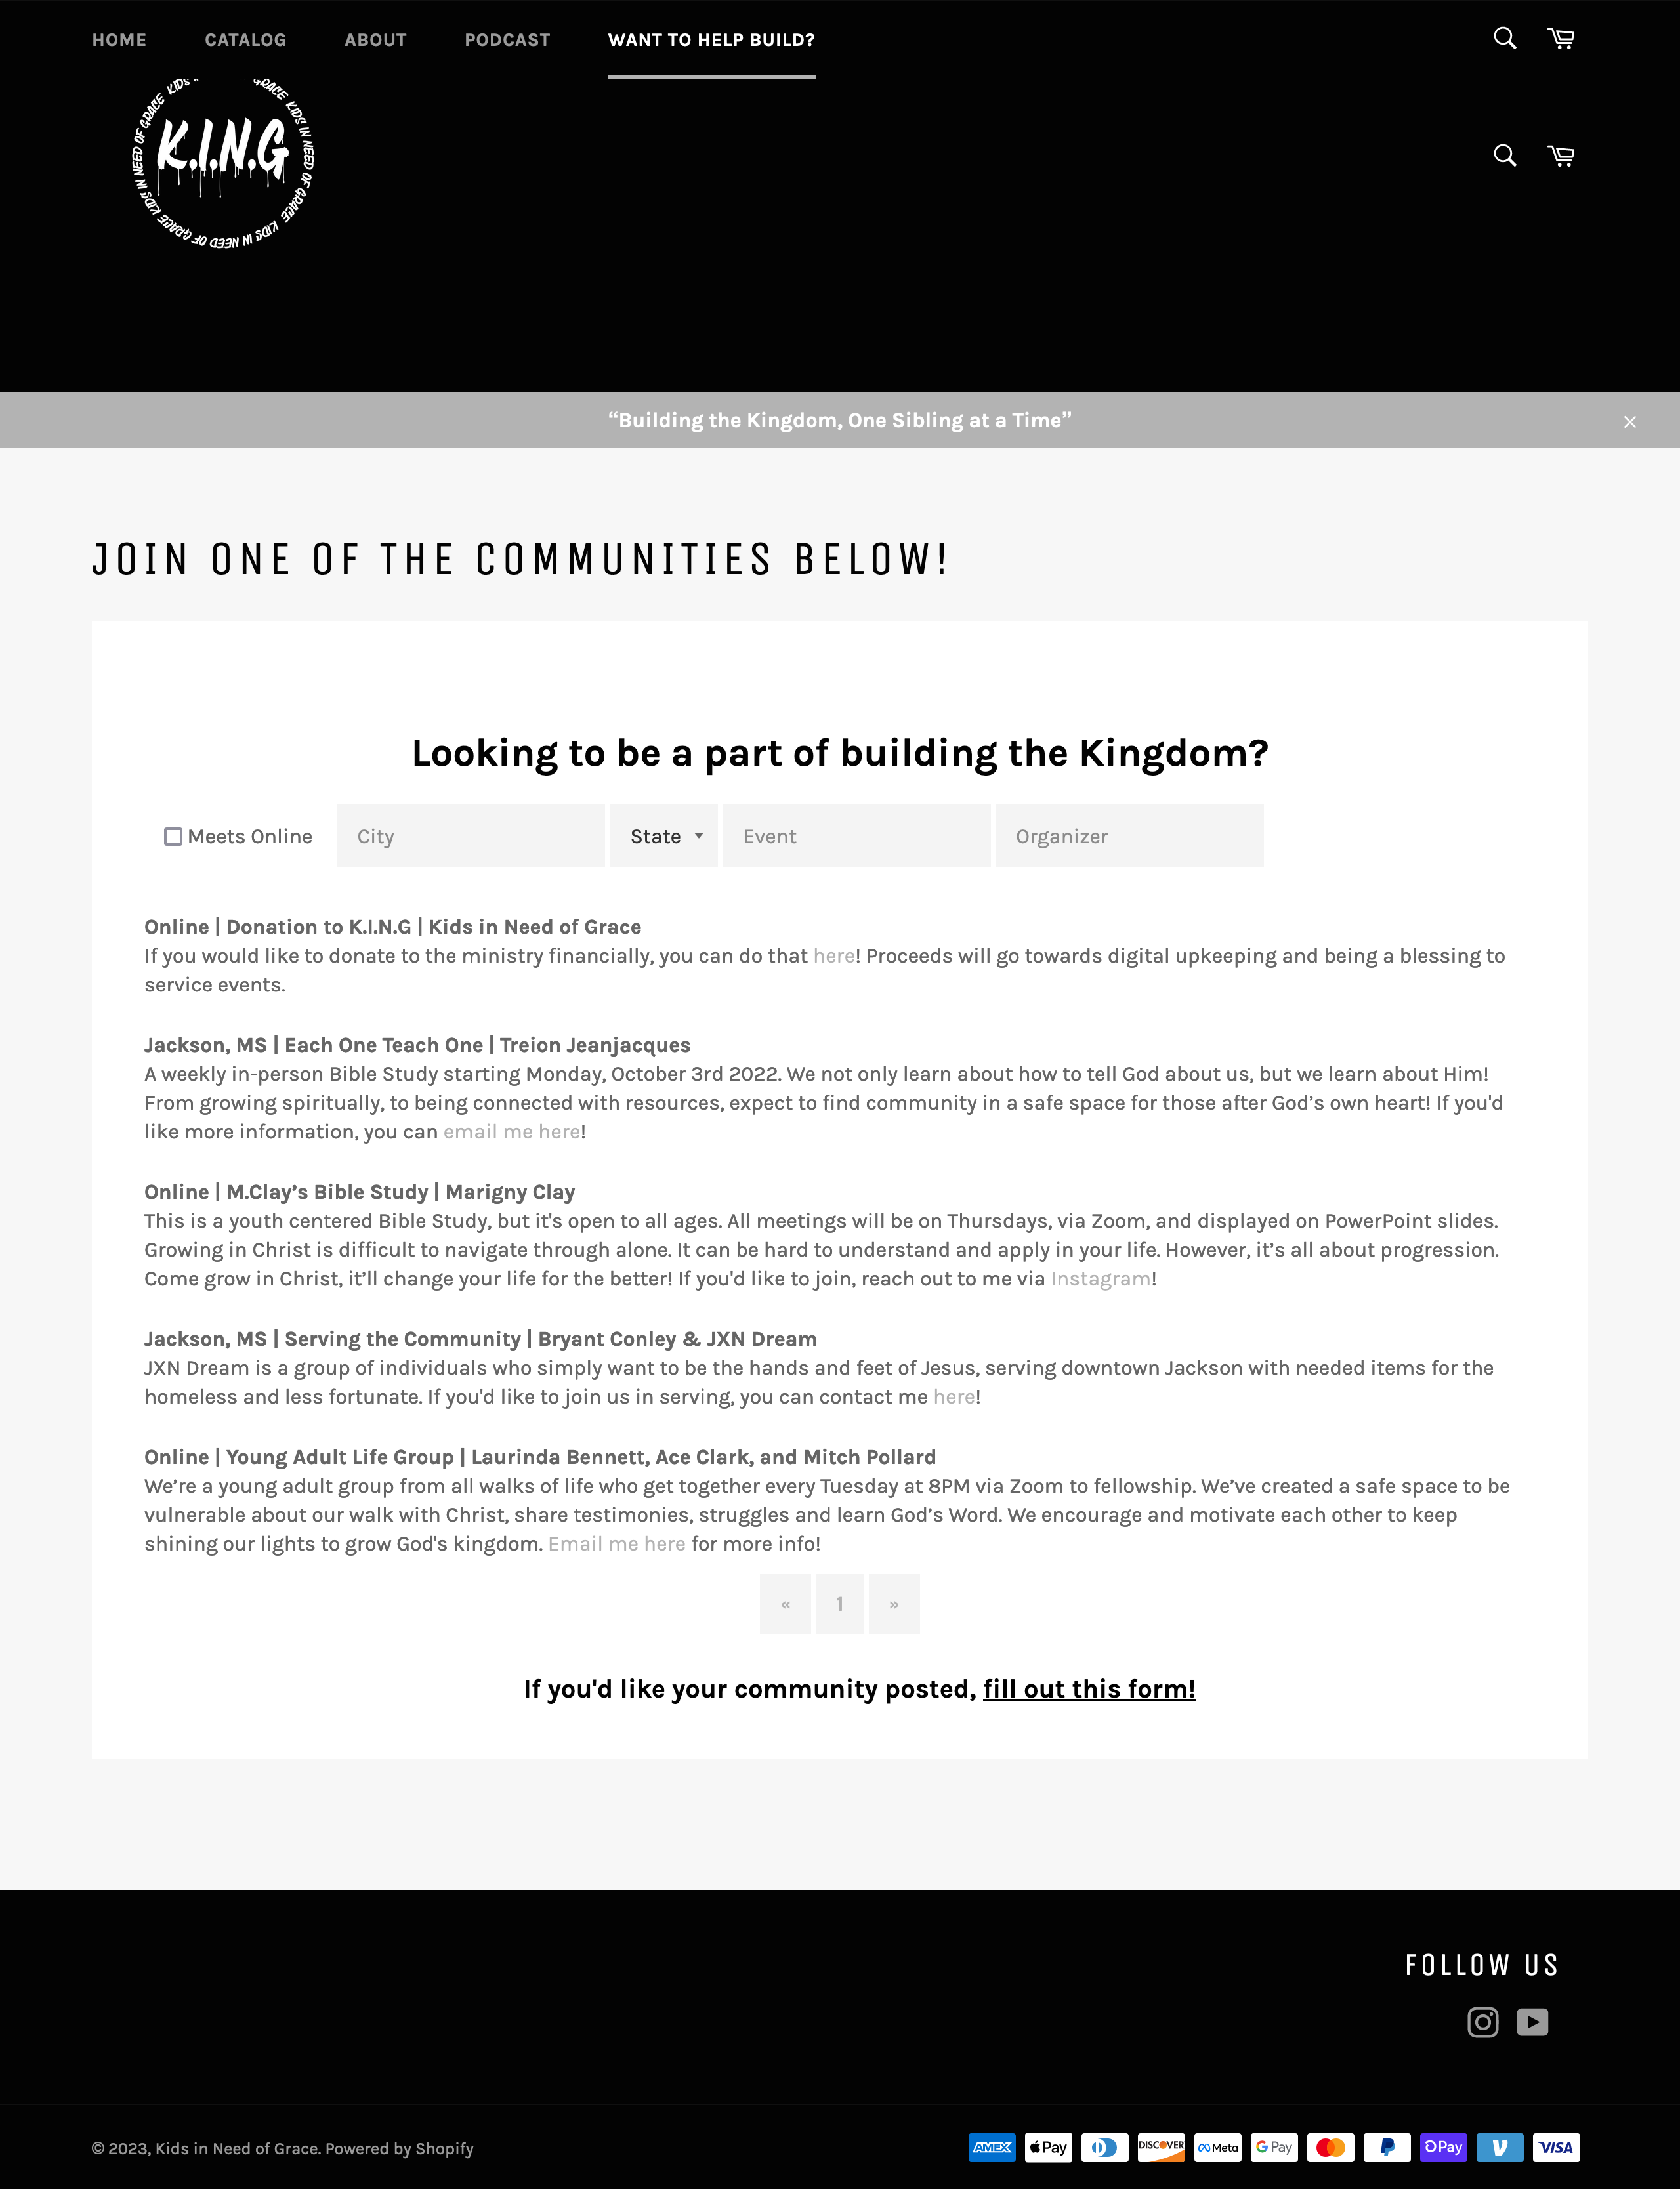 HOME CATALOG ABOUT PODCAST WANT TO HELP BUILD?
KIDS IN NEED OF GRACE KIDS IN NEED OF GRACE KIDS IN NEED OF GRACE
K.I.N.G
“Building the Kingdom, One Sibling at a Time”
JOIN ONE OF THE COMMUNITIES BELOW!
Looking to be a part of building the Kingdom?
Meets Online City State Event Organizer
Online | Donation to K.I.N.G | Kids in Need of Grace
If you would like to donate to the ministry financially, you can do that here! Proceeds will go towards digital upkeeping and being a blessing to
service events.
Jackson, MS | Each One Teach One | Treion Jeanjacques
A weekly in-person Bible Study starting Monday, October 3rd 2022. We not only learn about how to tell God about us, but we learn about Him!
From growing spiritually, to being connected with resources, expect to find community in a safe space for those after God’s own heart! If you'd
like more information, you can email me here!
Online | M.Clay’s Bible Study | Marigny Clay
This is a youth centered Bible Study, but it's open to all ages. All meetings will be on Thursdays, via Zoom, and displayed on PowerPoint slides.
Growing in Christ is difficult to navigate through alone. It can be hard to understand and apply in your life. However, it’s all about progression.
Come grow in Christ, it’ll change your life for the better! If you'd like to join, reach out to me via Instagram!
Jackson, MS | Serving the Community | Bryant Conley & JXN Dream
JXN Dream is a group of individuals who simply want to be the hands and feet of Jesus, serving downtown Jackson with needed items for the
homeless and less fortunate. If you'd like to join us in serving, you can contact me here!
Online | Young Adult Life Group | Laurinda Bennett, Ace Clark, and Mitch Pollard
We’re a young adult group from all walks of life who get together every Tuesday at 8PM via Zoom to fellowship. We’ve created a safe space to be
vulnerable about our walk with Christ, share testimonies, struggles and learn God’s Word. We encourage and motivate each other to keep
shining our lights to grow God's kingdom. Email me here for more info!
« 1 »
If you'd like your community posted, fill out this form!
FOLLOW US
© 2023, Kids in Need of Grace. Powered by Shopify
AMEX Pay DISCOVER Meta G Pay Pay VISA